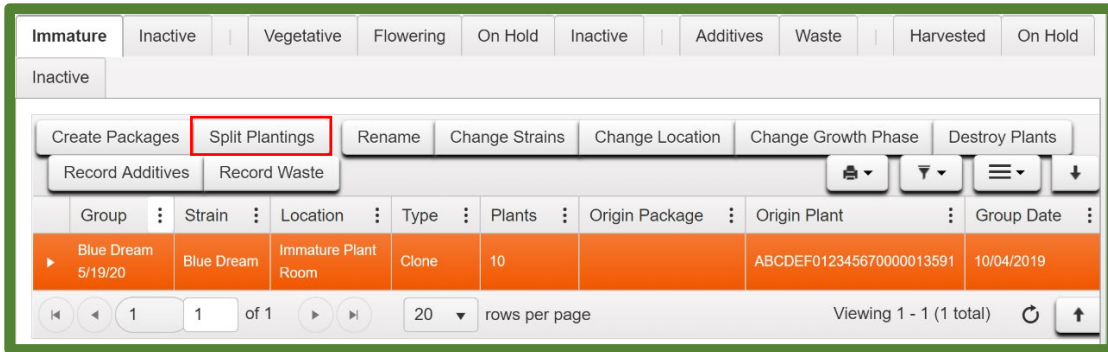 Immature Inactive | Vegetative Flowering On Hold Inactive | Additives Waste | Harvested On Hold
Inactive
Create Packages Split Plantings Rename Change Strains Change Location Change Growth Phase Destroy Plants
Record Additives Record Waste
Group Strain Location Type Plants Origin Package Origin Plant Group Date
Blue Dream 5/19/20 Blue Dream Immature Plant Room Clone 10 ABCDEF012345670000013591 10/04/2019
1 1 of 1 20 rows per page Viewing 1 - 1 (1 total)